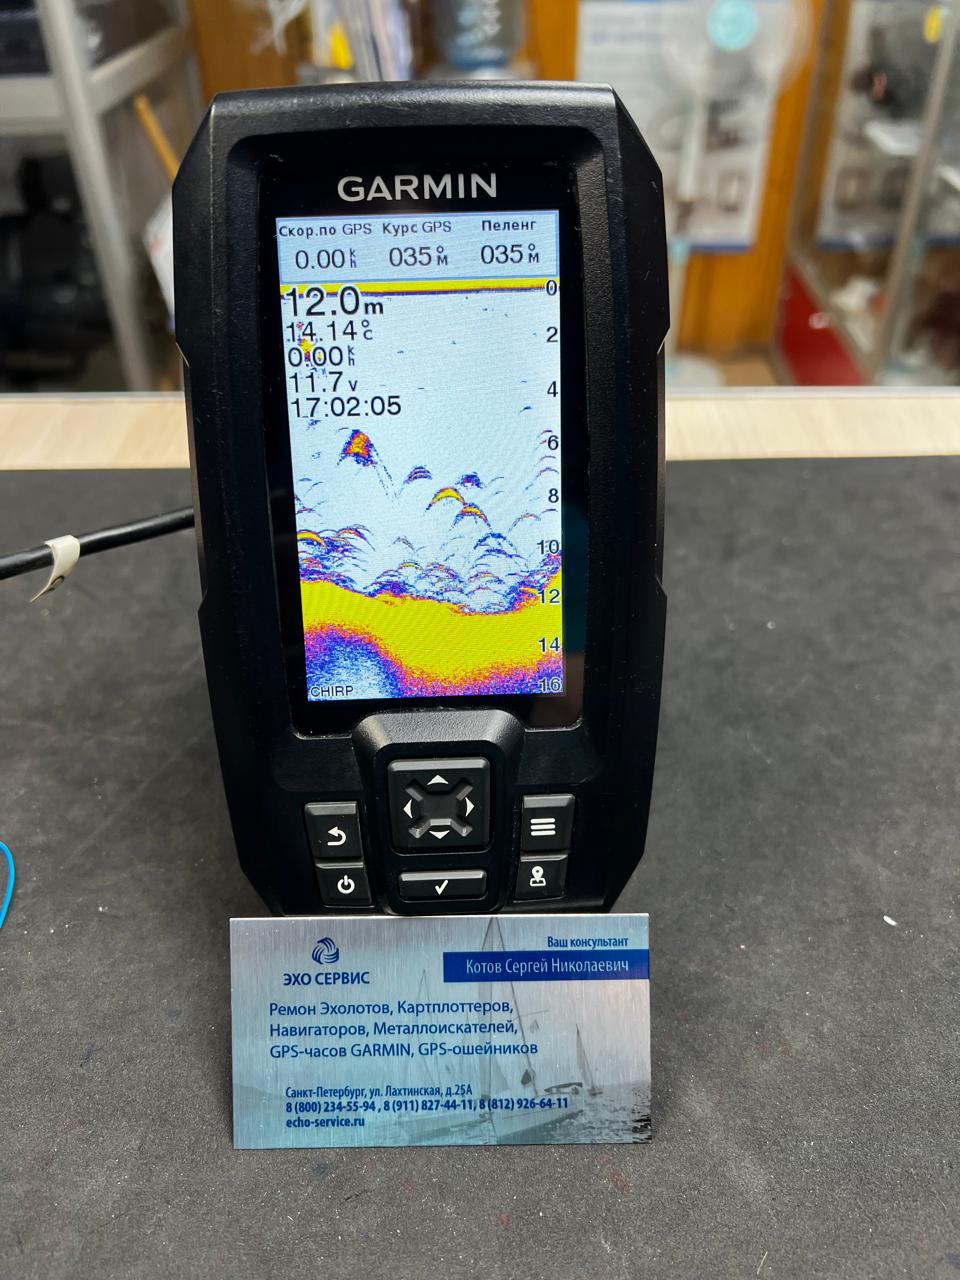 GARMIN
Скор.по GPS Курс GPS Пеленг
0.00 k/h 035°M 035°M
12.0m
14.14°c
0.00 k/h
11.7v
17:02:05
0
2
4
6
8
10
12
14
16
CHIRP
Ваш консультант
Котов Сергей Николаевич
ЭХО СЕРВИС
Ремон Эхолотов, Картплоттеров,
Навигаторов, Металлоискателей,
GPS-часов GARMIN, GPS-ошейников
Санкт-Петербург, ул. Лахтинская, д.25А
8 (800) 234-55-94 , 8 (911) 827-44-11, 8 (812) 926-64-11
echo-service.ru